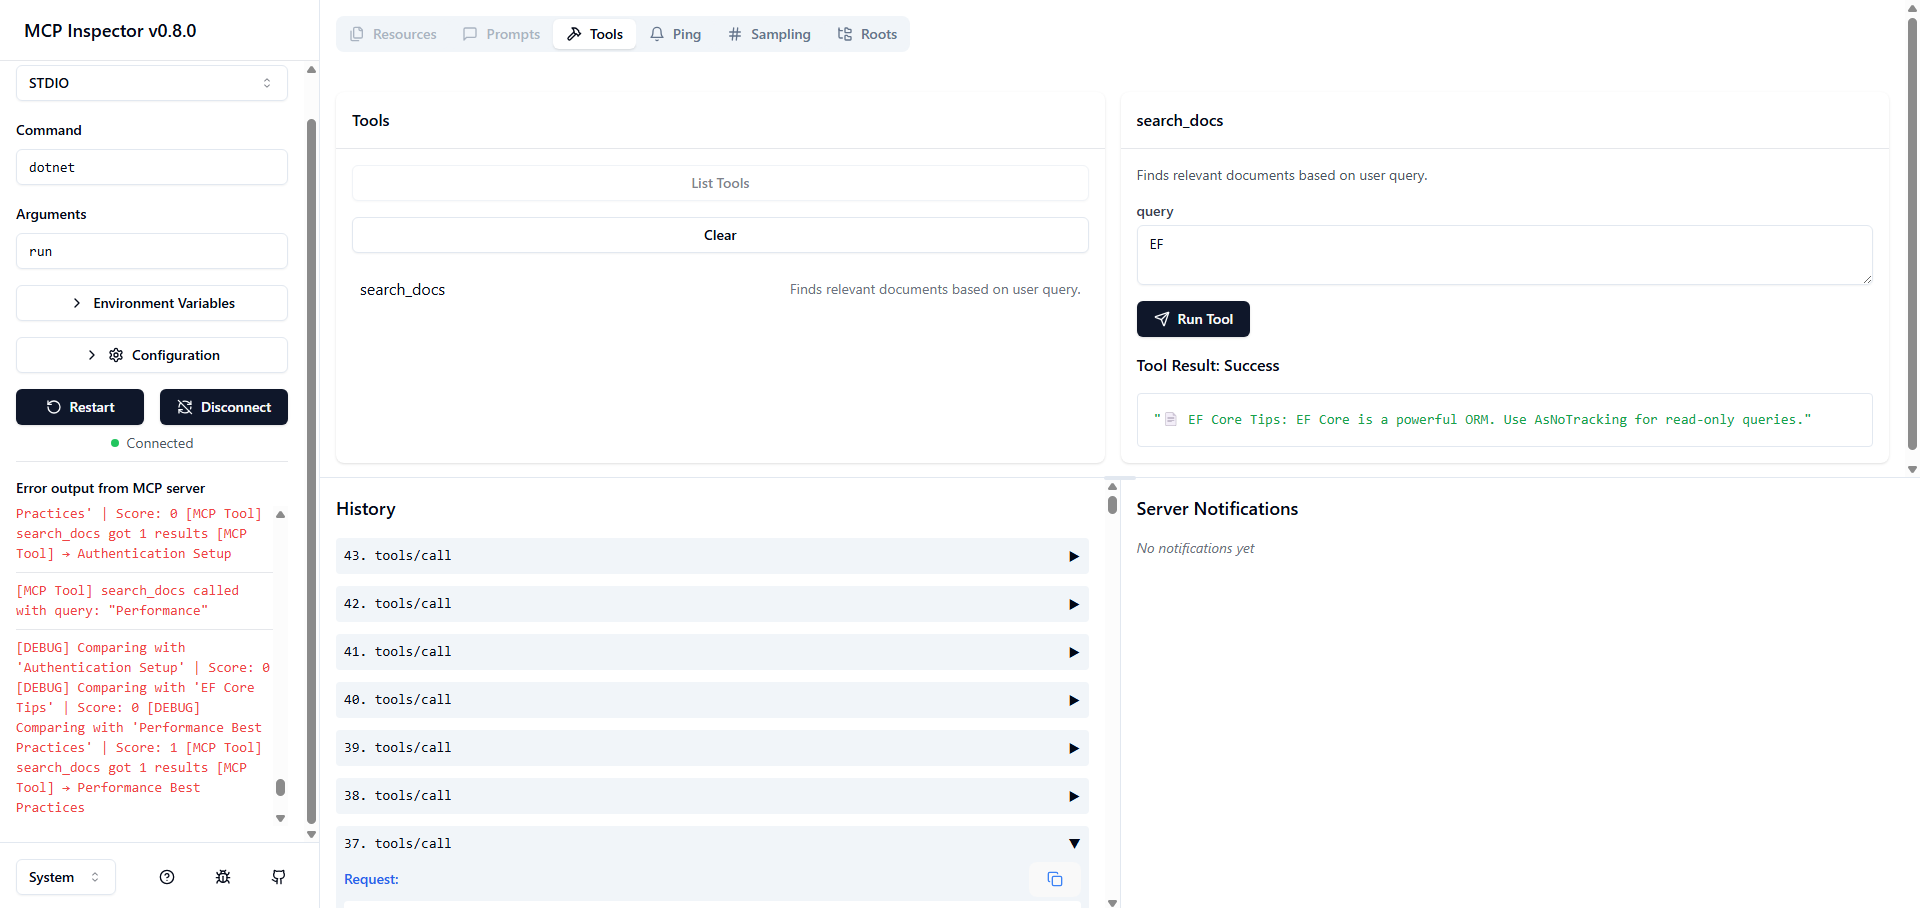 MCP Inspector v0.8.0
STDIO
Command
dotnet
Arguments
run
Environment Variables
Configuration
Restart
Disconnect
Connected
Error output from MCP server
Practices' | Score: 0 [MCP Tool]
search_docs got 1 results [MCP
Tool] → Authentication Setup
[MCP Tool] search_docs called
with query: "Performance"
[DEBUG] Comparing with
'Authentication Setup' | Score: 0
[DEBUG] Comparing with 'EF Core
Tips' | Score: 0 [DEBUG]
Comparing with 'Performance Best
Practices' | Score: 1 [MCP Tool]
search_docs got 1 results [MCP
Tool] → Performance Best
Practices
System
Resources
Prompts
Tools
Ping
Sampling
Roots
Tools
List Tools
Clear
search_docs
Finds relevant documents based on user query.
search_docs
Finds relevant documents based on user query.
query
EF
Run Tool
Tool Result: Success
"📄 EF Core Tips: EF Core is a powerful ORM. Use AsNoTracking for read-only queries."
History
43. tools/call
42. tools/call
41. tools/call
40. tools/call
39. tools/call
38. tools/call
37. tools/call
Request:
Server Notifications
No notifications yet